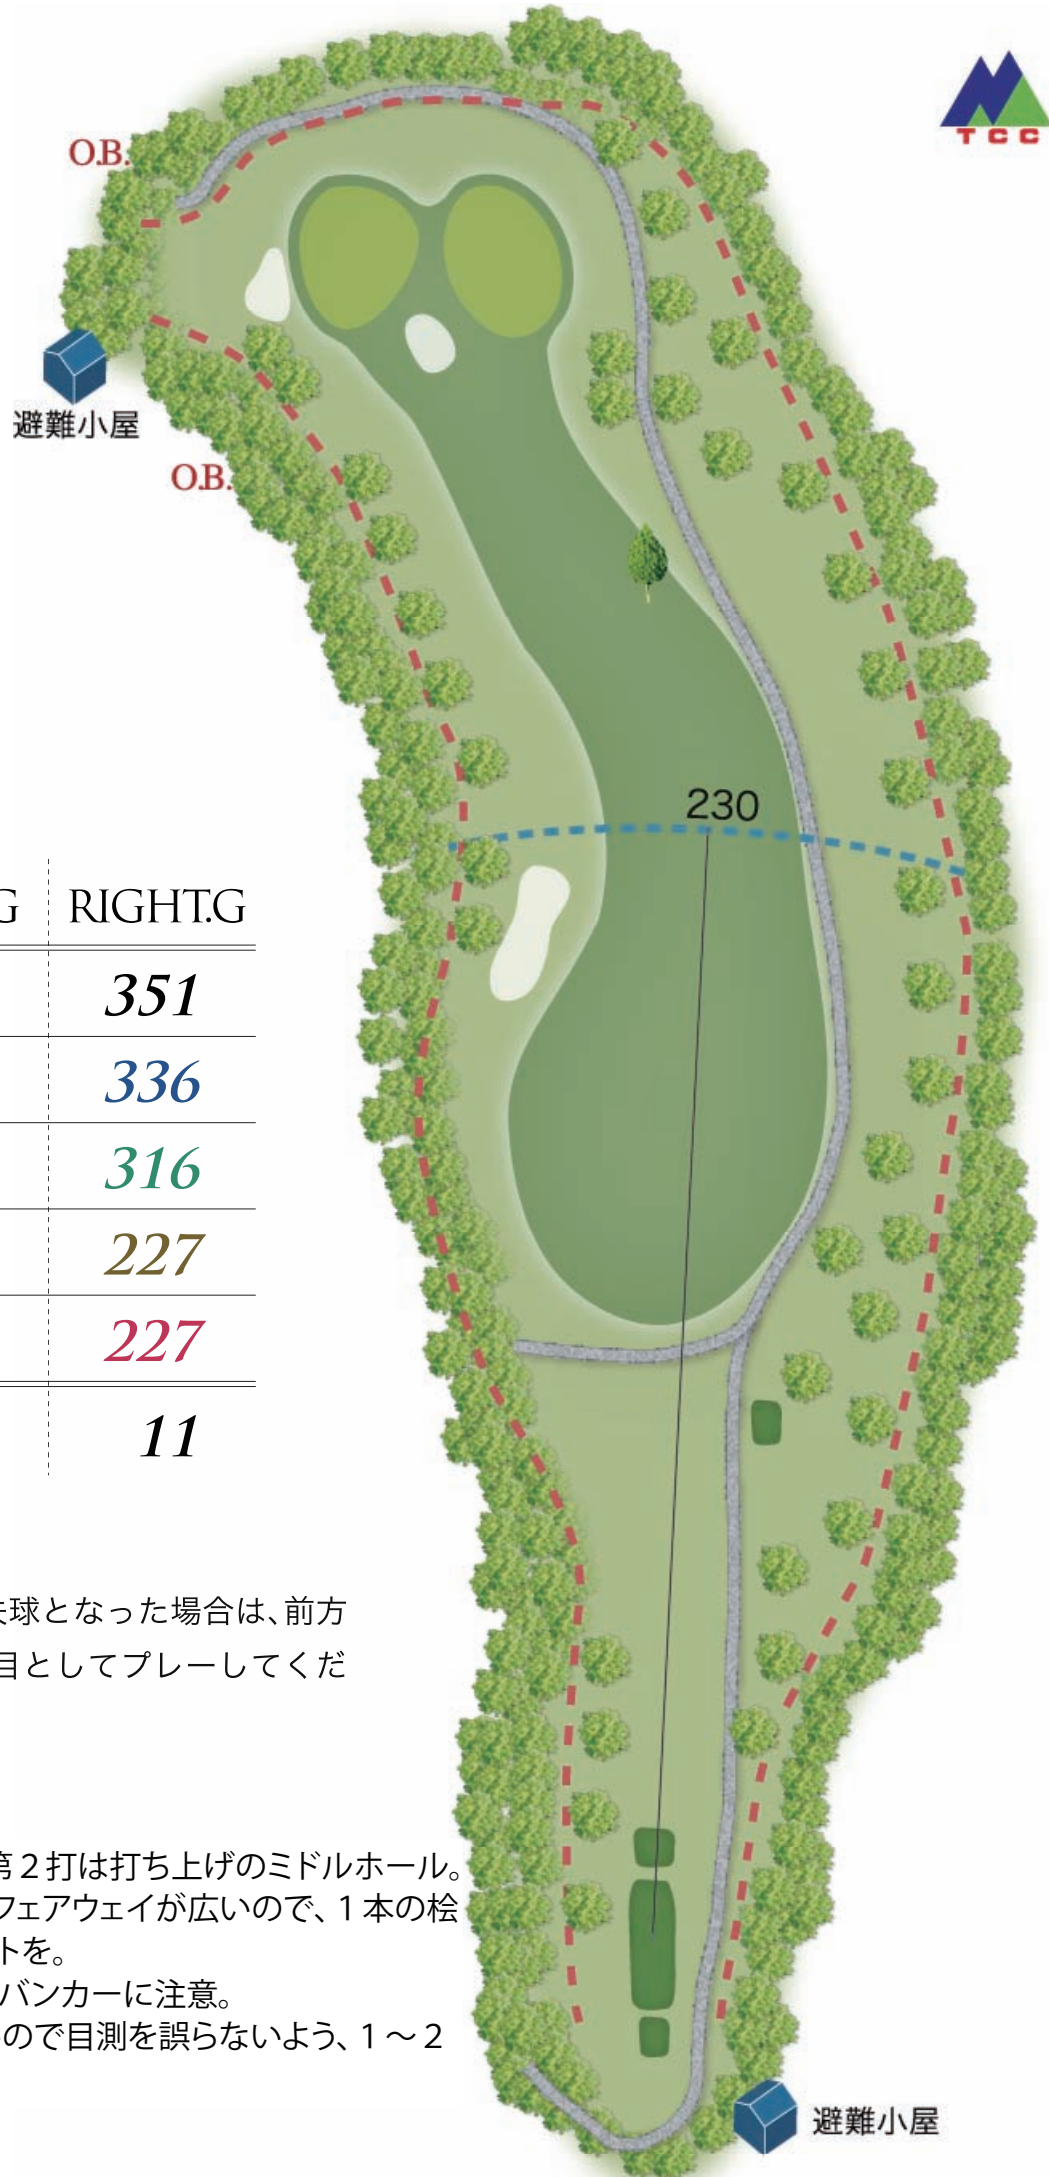 TCC
O.B.
避難小屋
O.B.
230
G RIGHT.G
351
336
316
227
227
11
球となった場合は、前方
目としてプレーしてくだ
第２打は打ち上げのミドルホール。
フェアウェイが広いので、１本の桧
トを。
バンカーに注意。
ので目測を誤らないよう、１～２
避難小屋